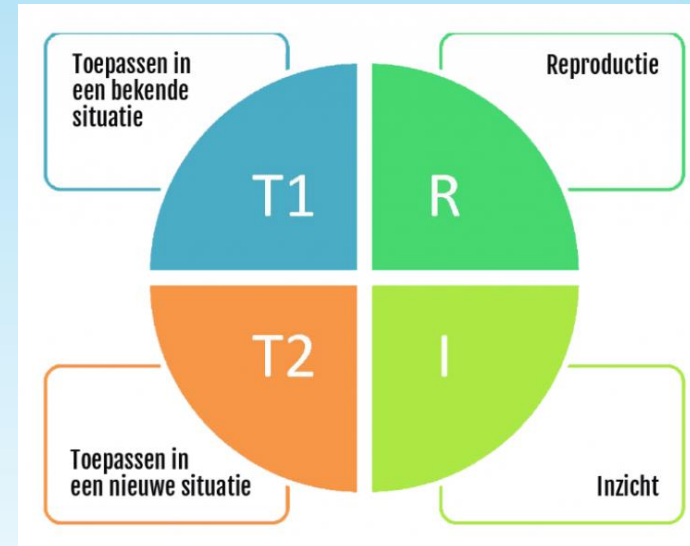 Toepassen in
een bekende
situatie
Reproductie
T1
R
T2
I
Toepassen in
een nieuwe situatie
Inzicht